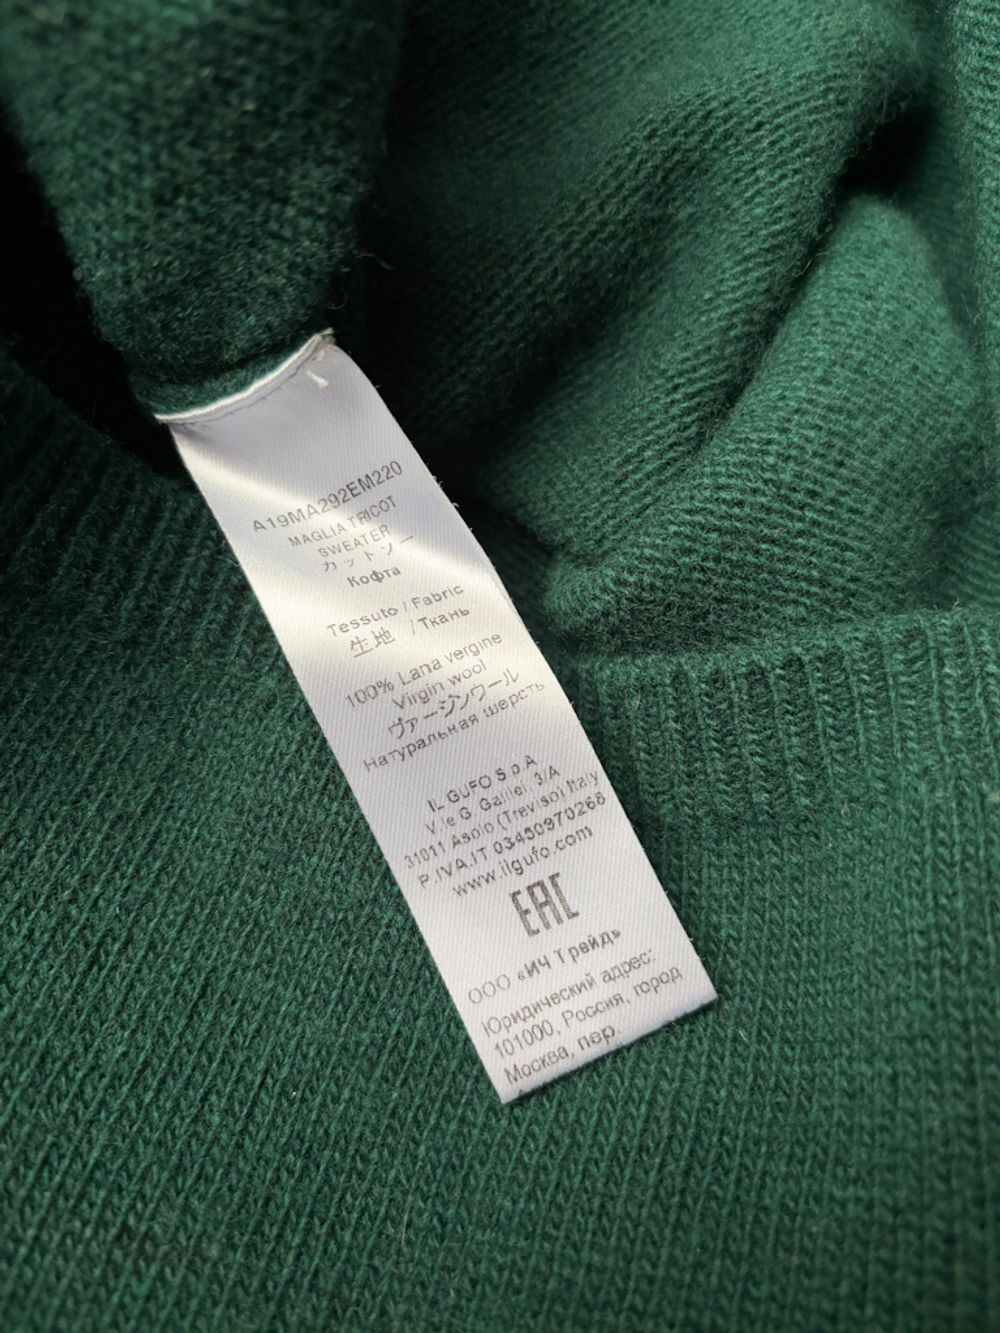 A19MA292EM220
MAGLIA TRICOT
SWEATER
カットソー
Кофта
Tessuto / Fabric
生地 / Ткань
100% Lana vergine
Virgin wool
ヴァージンウール
Натуральная шерсть
IL GUFO S.p.A
V.le G. Galilei, 3/A
31011 Asolo (Treviso) Italy
P.IVA.IT 03450970268
www.ilgufo.com
EAC
ООО «ИЧ Трейд»
Юридический адрес:
101000, Россия, город
Москва, пер.